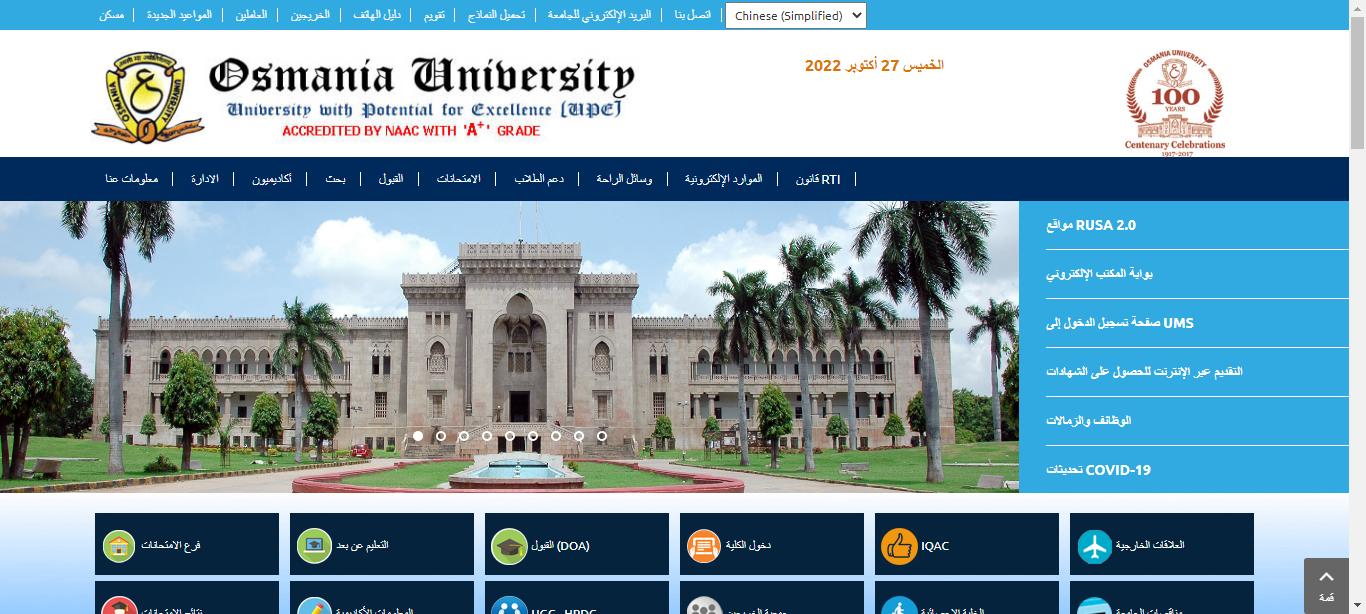 مسكن
المواعيد الجديدة
العاملين
الخريجين
دليل الهاتف
تقويم
تحميل النماذج
البريد الإلكتروني للجامعة
اتصل بنا
Chinese (Simplified)
Osmania University
University with Potential for Excellence [UPE]
ACCREDITED BY NAAC WITH 'A+' GRADE
الخميس 27 أكتوبر 2022
OSMANIA UNIVERSITY
100
YEARS
Centenary Celebrations
1917-2017
معلومات عنا
الادارة
أكاديميون
بحث
القبول
الامتحانات
دعم الطلاب
وسائل الراحة
الموارد الإلكترونية
قانون RTI
مواقع RUSA 2.0
بوابة المكتب الإلكتروني
صفحة تسجيل الدخول إلى UMS
التقديم عبر الإنترنت للحصول على الشهادات
الوظائف والزمالات
تحديثات COVID-19
فرع الامتحانات
التعليم عن بعد
القبول (DOA)
دخول الكلية
IQAC
العلاقات الخارجية
نتائج الامتحانات
المعلومات الأكاديمية
UGC - HRDC
قمة